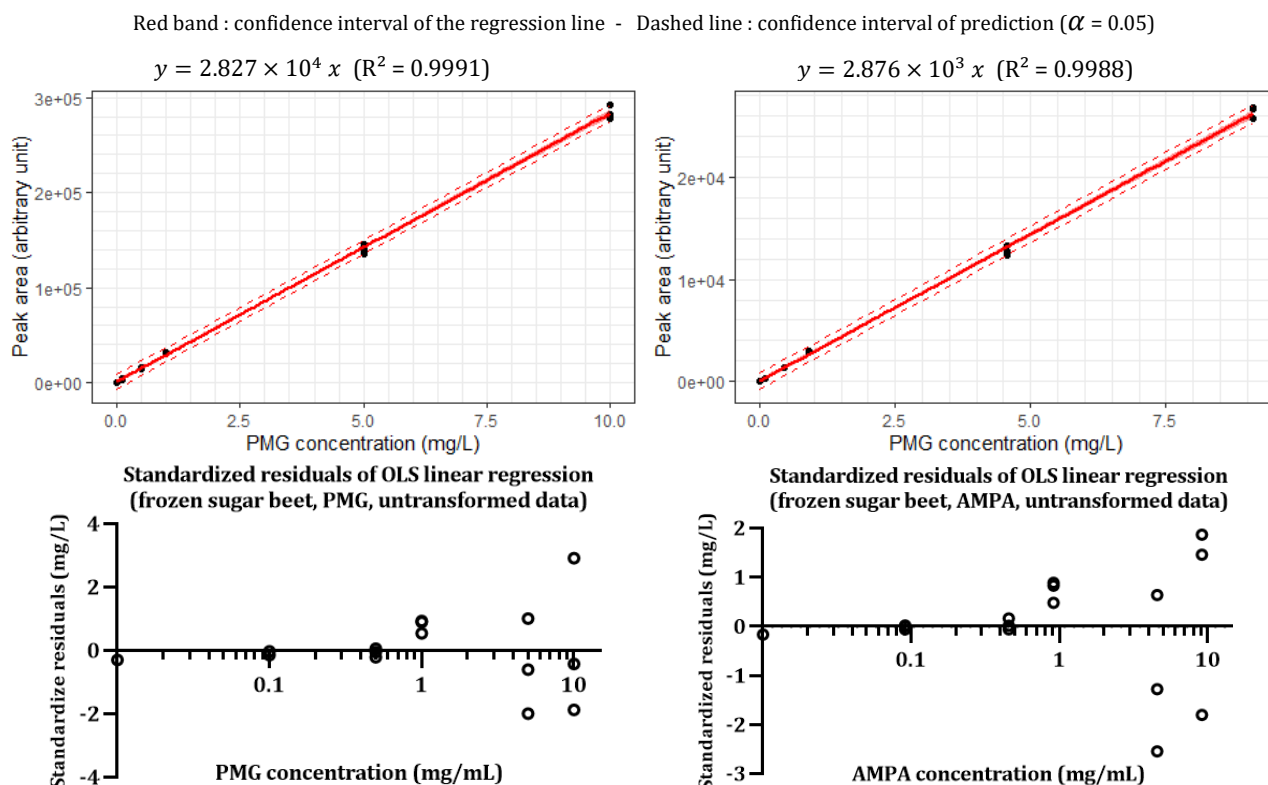 Red band : confidence interval of the regression line - Dashed line : confidence interval of prediction (α = 0.05)
y = 2.827 × 10⁴ x (R² = 0.9991)
y = 2.876 × 10³ x (R² = 0.9988)
Peak area (arbitrary unit)
3e+05
2e+05
1e+05
0e+00
0.0 2.5 5.0 7.5 10.0
PMG concentration (mg/L)
Peak area (arbitrary unit)
2e+04
1e+04
0e+00
0.0 2.5 5.0 7.5
PMG concentration (mg/L)
Standardized residuals of OLS linear regression
(frozen sugar beet, PMG, untransformed data)
Standardize residuals (mg/L)
4
2
0
-2
-4
0.1 1 10
PMG concentration (mg/mL)
Standardized residuals of OLS linear regression
(frozen sugar beet, AMPA, untransformed data)
Standardized residuals (mg/L)
2
1
0
-1
-2
-3
0.1 1 10
AMPA concentration (mg/mL)